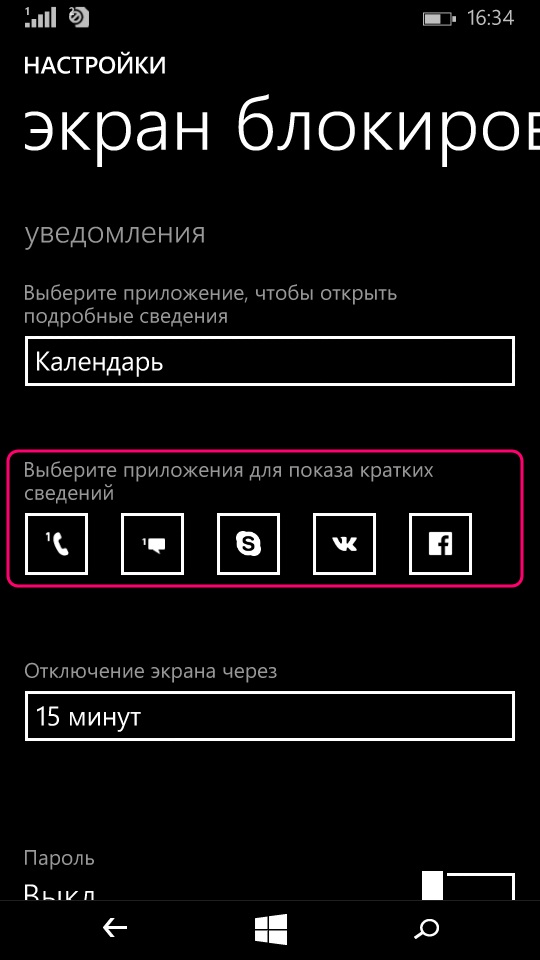 1
16:34
НАСТРОЙКИ
экран блокиров
уведомления
Выберите приложение, чтобы открыть
подробные сведения
Календарь
Выберите приложения для показа кратких
сведений
1 1
Отключение экрана через
15 минут
Пароль
Выкл